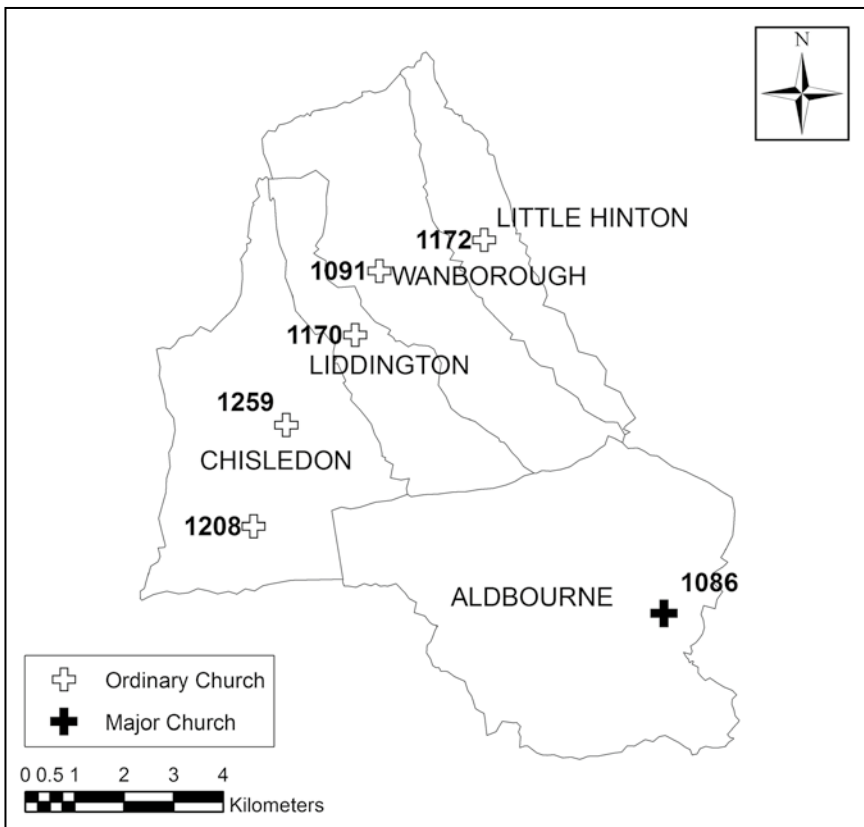 N
LITTLE HINTON
1172
1091
WANBOROUGH
1170
LIDDINGTON
1259
CHISLEDON
1208
1086
ALDBOURNE
Ordinary Church
Major Church
0 0.5 1 2 3 4
Kilometers